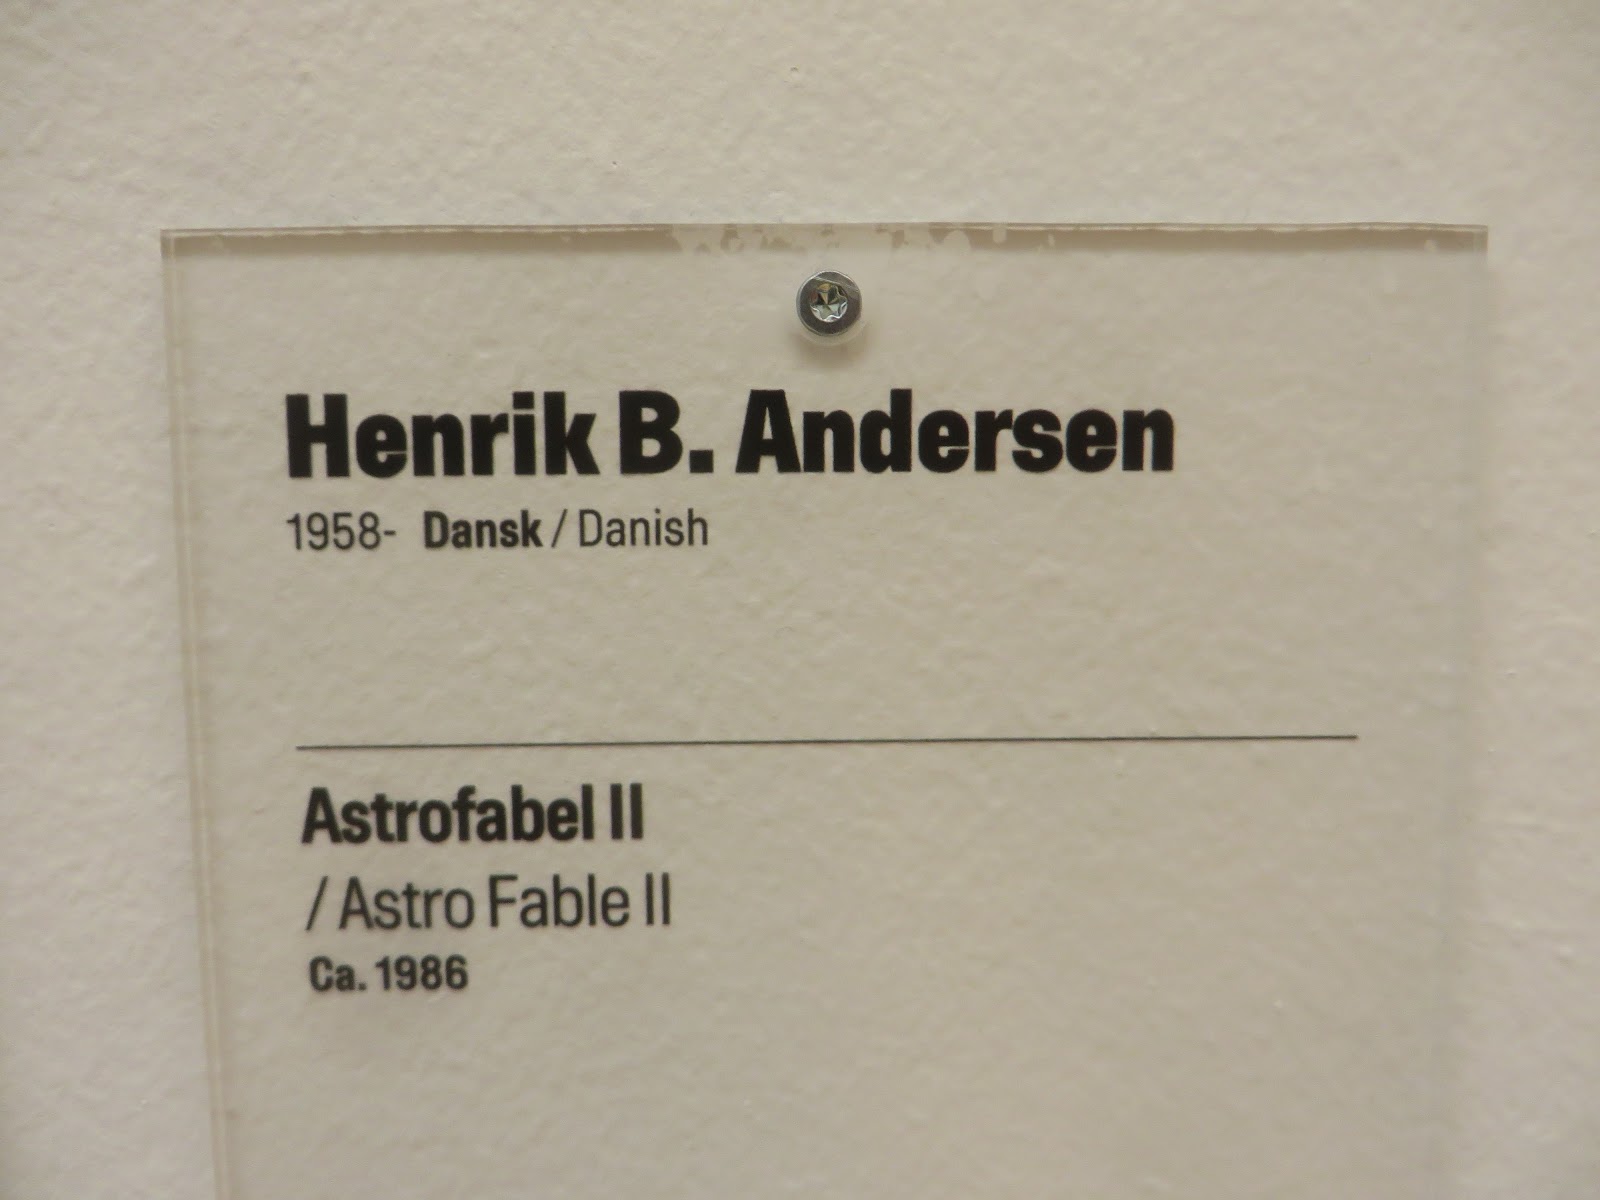 Henrik B. Andersen
1958- Dansk / Danish
Astrofabel II
/ Astro Fable II
Ca. 1986